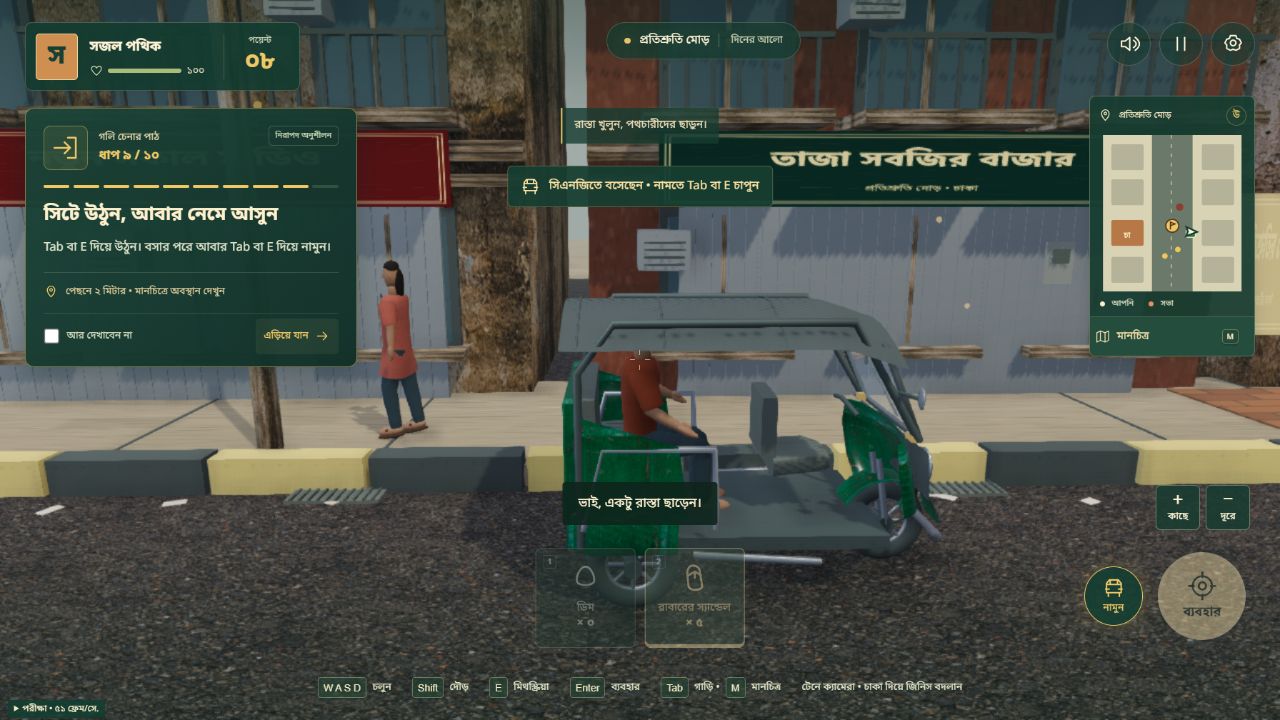 স
সজল পথিক
১০০
পয়েন্ট
০৮
প্রতিশ্রুতি মোড়
দিনের আলো
গলি চেনার পাঠ
ধাপ ৯ / ১০
নিরাপদ অনুশীলন
সিটে উঠুন, আবার নেমে আসুন
Tab বা E দিয়ে উঠুন। বসার পরে আবার Tab বা E দিয়ে নামুন।
পেছনে ২ মিটার • মানচিত্রে অবস্থান দেখুন
আর দেখাবেন না
এড়িয়ে যান
রাস্তা খুলুন, পথচারীদের ছাড়ুন।
সিএনজিতে বসেছেন • নামতে Tab বা E চাপুন
তাজা সবজির বাজার
প্রতিশ্রুতি মোড় • ঢাকা
প্রতিশ্রুতি মোড়
উ
চা
আপনি
সভা
মানচিত্র
M
ভাই, একটু রাস্তা ছাড়েন।
+
কাছে
−
দূরে
নামুন
ব্যবহার
1
ডিম
× ০
2
রাবারের স্যান্ডেল
× ৫
W A S D চলুন
Shift দৌড়
E মিথস্ক্রিয়া
Enter ব্যবহার
Tab গাড়ি •
M মানচিত্র
টেনে ক্যামেরা • চাকা দিয়ে জিনিস বদলান
পরীক্ষা • ৫১ ফ্রেম/সে.